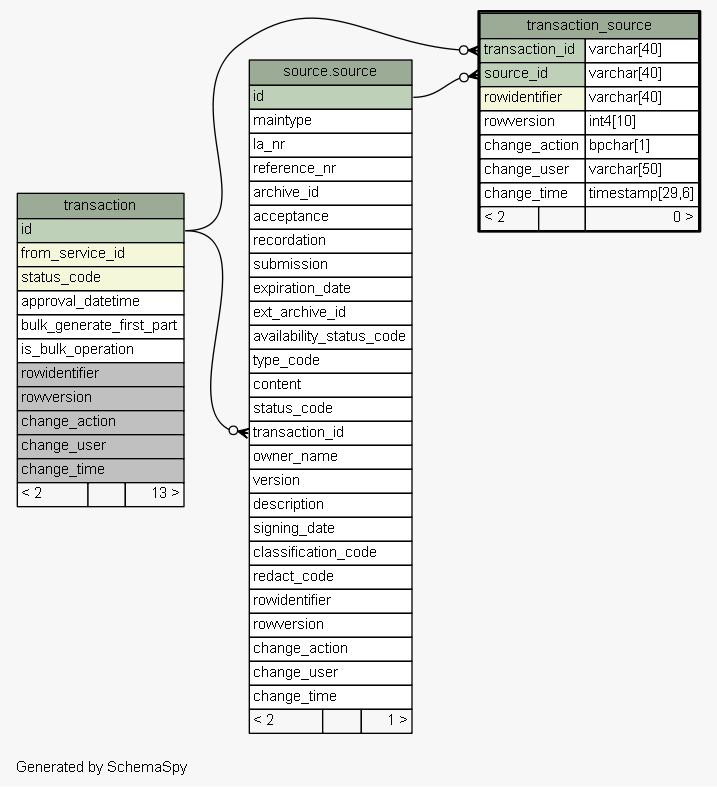 transaction_source
transaction_id varchar[40]
source_id varchar[40]
rowidentifier varchar[40]
rowversion int4[10]
change_action bpchar[1]
change_user varchar[50]
change_time timestamp[29,6]
< 2 0 >
source.source
id
maintype
la_nr
reference_nr
archive_id
acceptance
recordation
submission
expiration_date
ext_archive_id
availability_status_code
type_code
content
status_code
transaction_id
owner_name
version
description
signing_date
classification_code
redact_code
rowidentifier
rowversion
change_action
change_user
change_time
< 2 1 >
transaction
id
from_service_id
status_code
approval_datetime
bulk_generate_first_part
is_bulk_operation
rowidentifier
rowversion
change_action
change_user
change_time
< 2 13 >
Generated by SchemaSpy